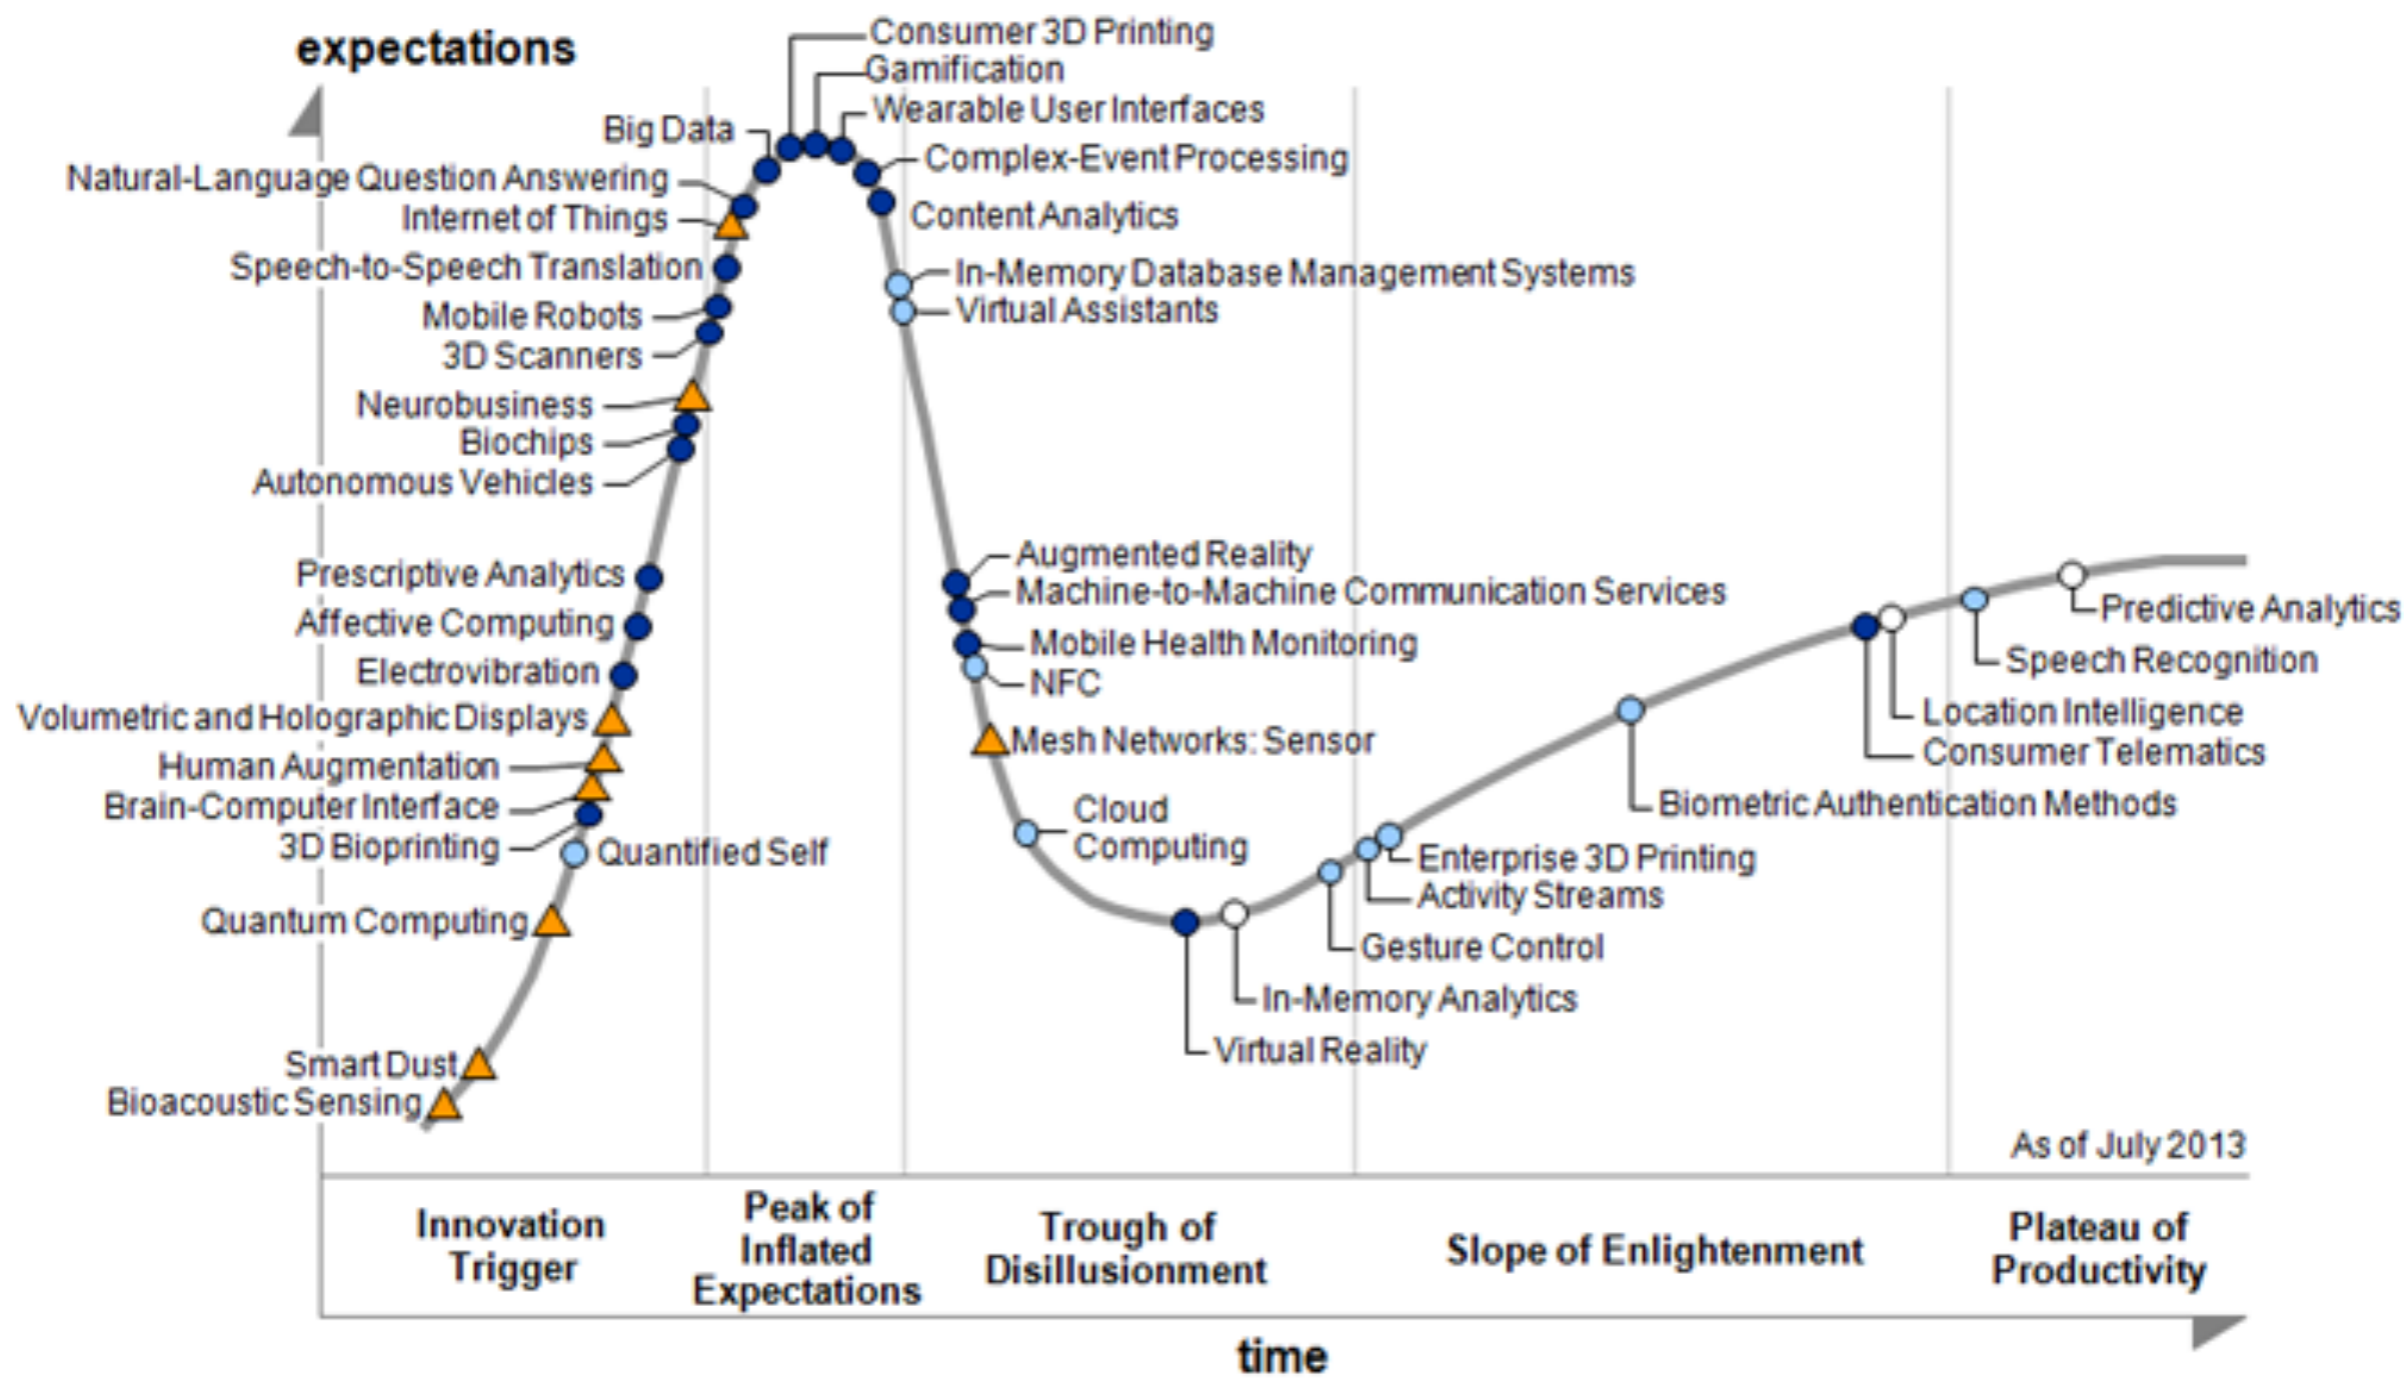 expectations
Consumer 3D Printing
Gamification
Wearable User Interfaces
Big Data
Complex-Event Processing
Natural-Language Question Answering
Internet of Things
Content Analytics
Speech-to-Speech Translation
In-Memory Database Management Systems
Virtual Assistants
Mobile Robots
3D Scanners
Neurobusiness
Biochips
Autonomous Vehicles
Augmented Reality
Prescriptive Analytics
Machine-to-Machine Communication Services
Affective Computing
Mobile Health Monitoring
Electrovibration
NFC
Volumetric and Holographic Displays
Mesh Networks: Sensor
Human Augmentation
Brain-Computer Interface
3D Bioprinting
Quantified Self
Cloud
Computing
Quantum Computing
Smart Dust
Bioacoustic Sensing
Predictive Analytics
Speech Recognition
Location Intelligence
Consumer Telematics
Biometric Authentication Methods
Enterprise 3D Printing
Activity Streams
Gesture Control
In-Memory Analytics
Virtual Reality
As of July 2013
Innovation
Trigger
Peak of
Inflated
Expectations
Trough of
Disillusionment
Slope of Enlightenment
Plateau of
Productivity
time